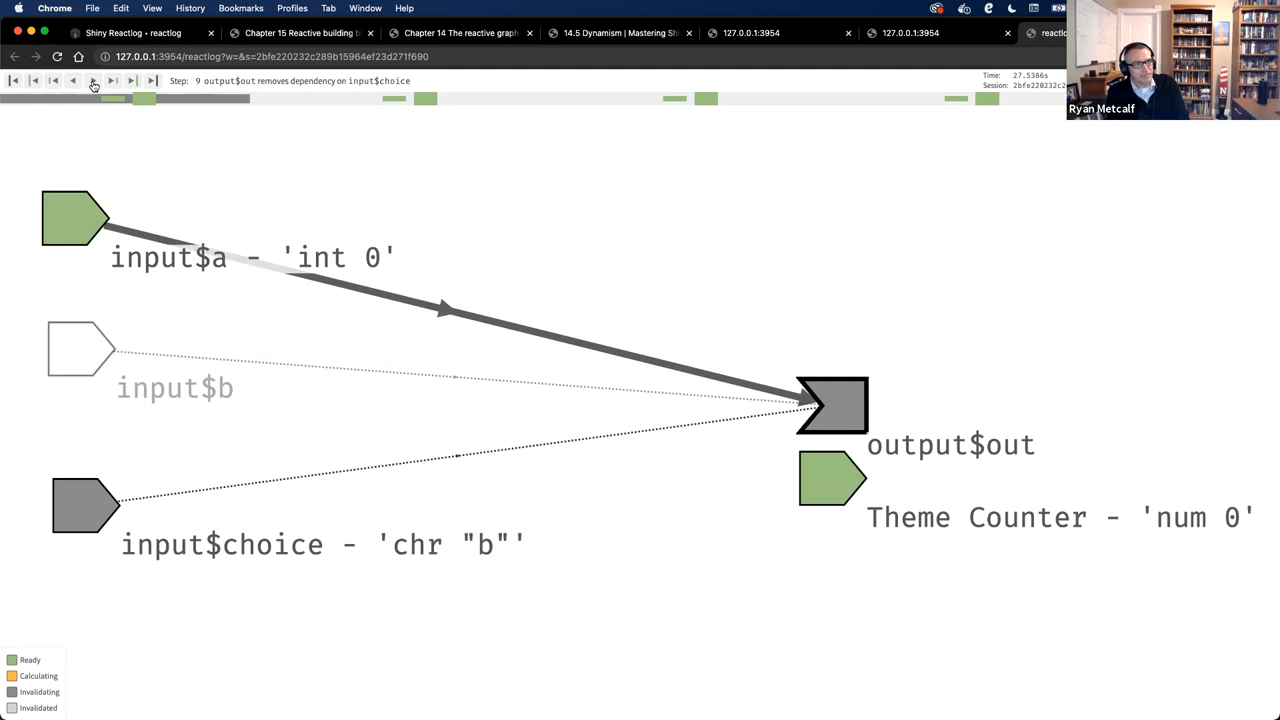 Chrome File Edit View History Bookmarks Profiles Tab Window Help
Shiny Reactlog • reactlog
Chapter 15 Reactive building b
Chapter 14 The reactive graph
14.5 Dynamism | Mastering Sh
127.0.0.1:3954
127.0.0.1:3954
reactlo
127.0.0.1:3954/reactlog?w=&s=2bfe220232c289b15964ef23d271f690
Step: 9 output$out removes dependency on input$choice
Time: 27.5386s
Session: 2bfe220232c2
Ryan Metcalf
input$a - 'int 0'
input$b
output$out
Theme Counter - 'num 0'
input$choice - 'chr "b"'
Ready
Calculating
Invalidating
Invalidated